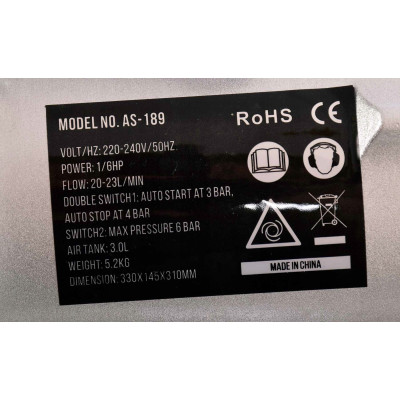 MODEL NO. AS-189
RoHS CE
VOLT/HZ: 220-240V/50HZ
POWER: 1/6HP
FLOW: 20-23L/MIN
DOUBLE SWITCH1: AUTO START AT 3 BAR,
AUTO STOP AT 4 BAR
SWITCH2: MAX PRESSURE 6 BAR
AIR TANK: 3.0L
WEIGHT: 5.2KG
DIMENSION: 330X145X310MM
MADE IN CHINA